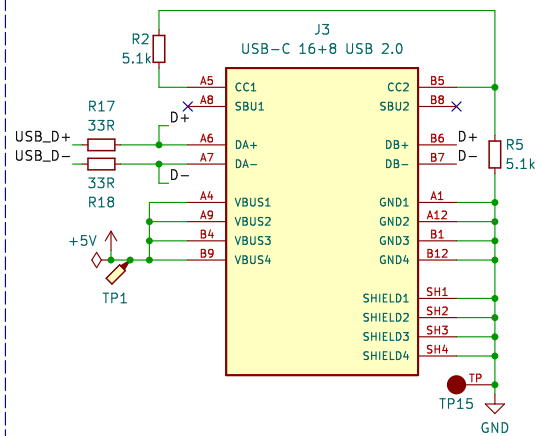 J3
USB-C 16+8 USB 2.0
R2
5.1k
A5 CC1 CC2 B5
A8 SBU1 SBU2 B8
D+
R17
33R
USB_D+ A6 DA+ DB+ B6 D+
USB_D- A7 DA- DB- B7 D-
R5
5.1k
D-
33R
R18
A4 VBUS1 GND1 A1
A9 VBUS2 GND2 A12
+5V B4 VBUS3 GND3 B1
B9 VBUS4 GND4 B12
TP1
SHIELD1 SH1
SHIELD2 SH2
SHIELD3 SH3
SHIELD4 SH4
TP
TP15
GND